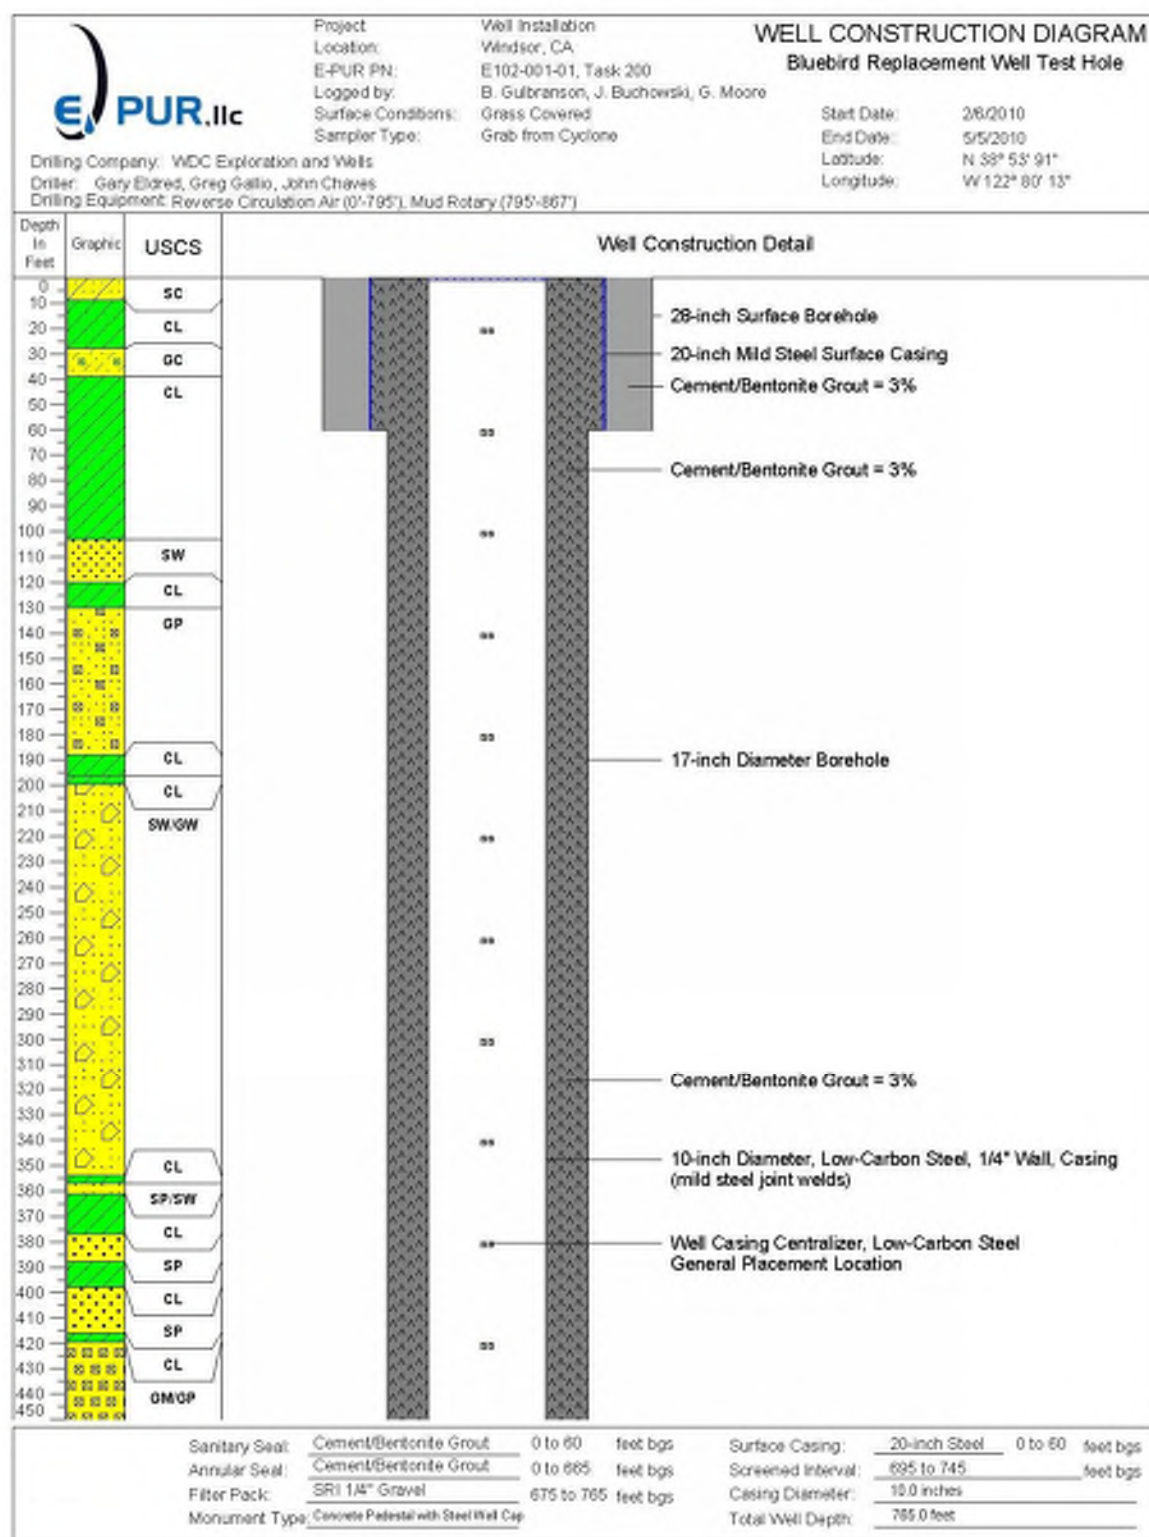 E PUR,llc
Project Well Installation
Location: Windsor, CA
E-PUR PN: E102-001-01, Task 200
Logged by: B. Gulbranson, J. Buchowski, G. Moore
Surface Conditions: Grass Covered
Sampler Type: Grab from Cyclone
WELL CONSTRUCTION DIAGRAM
Bluebird Replacement Well Test Hole
Start Date: 2/6/2010
End Date: 5/5/2010
Latitude: N 38° 53' 91"
Longitude: W 122° 80' 13"
Drilling Company: WDC Exploration and Wells
Driller: Gary Eldred, Greg Gallio, John Chaves
Drilling Equipment: Reverse Circulation Air (0'-795'), Mud Rotary (795'-867')
Depth
In
Feet
Graphic
USCS
Well Construction Detail
0
10
20
30
40
50
60
70
80
90
100
110
120
130
140
150
160
170
180
190
200
210
220
230
240
250
260
270
280
290
300
310
320
330
340
350
360
370
380
390
400
410
420
430
440
450
SC
CL
GC
CL
SW
CL
GP
CL
CL
SW/GW
CL
SP/SW
CL
SP
CL
SP
CL
GM/GP
28-inch Surface Borehole
20-inch Mild Steel Surface Casing
Cement/Bentonite Grout = 3%
Cement/Bentonite Grout = 3%
17-inch Diameter Borehole
Cement/Bentonite Grout = 3%
10-inch Diameter, Low-Carbon Steel, 1/4" Wall, Casing
(mild steel joint welds)
Well Casing Centralizer, Low-Carbon Steel
General Placement Location
Sanitary Seal: Cement/Bentonite Grout 0 to 60 feet bgs
Annular Seal: Cement/Bentonite Grout 0 to 665 feet bgs
Filter Pack: SRI 1/4" Gravel 675 to 765 feet bgs
Monument Type: Concrete Pedestal with Steel Well Cap
Surface Casing: 20-inch Steel 0 to 60 feet bgs
Screened Interval: 695 to 745 feet bgs
Casing Diameter: 10.0 inches
Total Well Depth: 765.0 feet